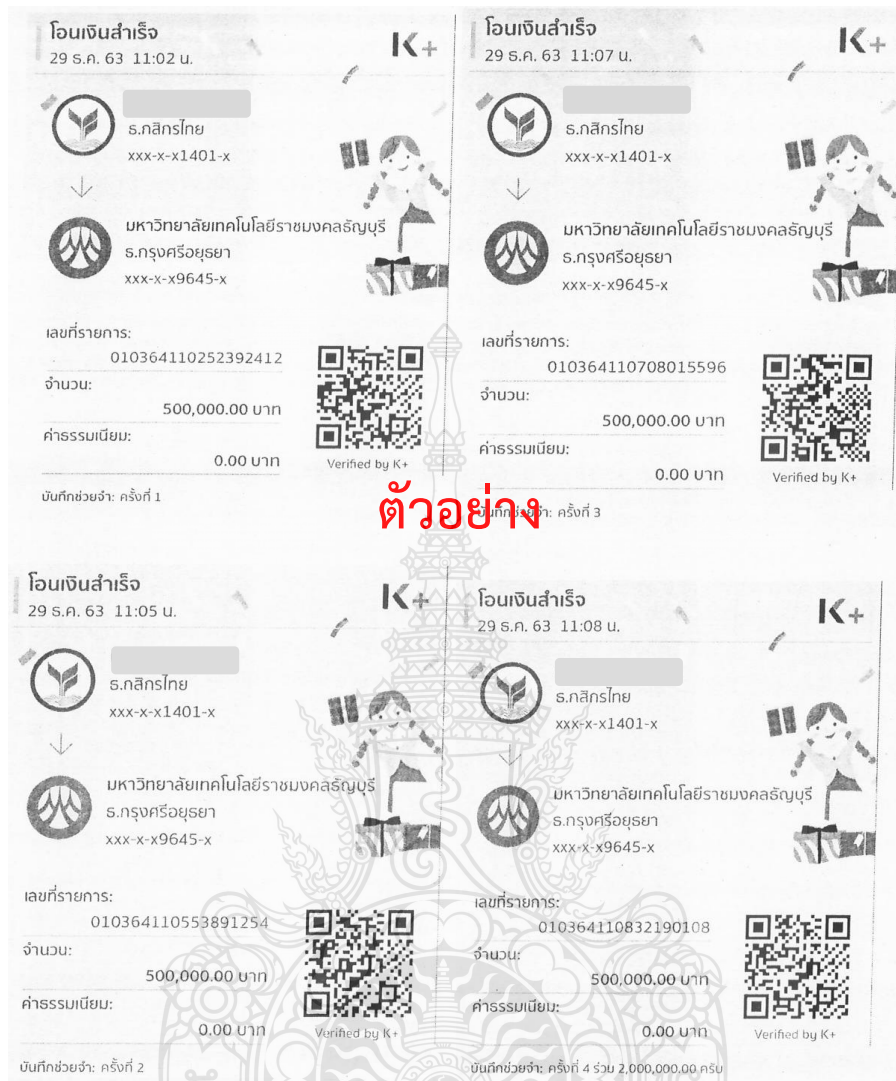 โอนเงินสำเร็จ
29 ธ.ค. 63 11:02 น.
K+
ธ.กสิกรไทย
xxx-x-x1401-x
มหาวิทยาลัยเทคโนโลยีราชมงคลธัญบุรี
ธ.กรุงศรีอยุธยา
xxx-x-x9645-x
เลขที่รายการ:
010364110252392412
จำนวน:
500,000.00 บาท
ค่าธรรมเนียม:
0.00 บาท
Verified by K+
บันทึกช่วยจำ: ครั้งที่ 1
โอนเงินสำเร็จ
29 ธ.ค. 63 11:07 น.
K+
ธ.กสิกรไทย
xxx-x-x1401-x
มหาวิทยาลัยเทคโนโลยีราชมงคลธัญบุรี
ธ.กรุงศรีอยุธยา
xxx-x-x9645-x
เลขที่รายการ:
010364110708015596
จำนวน:
500,000.00 บาท
ค่าธรรมเนียม:
0.00 บาท
Verified by K+
บันทึกช่วยจำ: ครั้งที่ 3
ตัวอย่าง
โอนเงินสำเร็จ
29 ธ.ค. 63 11:05 น.
K+
ธ.กสิกรไทย
xxx-x-x1401-x
มหาวิทยาลัยเทคโนโลยีราชมงคลธัญบุรี
ธ.กรุงศรีอยุธยา
xxx-x-x9645-x
เลขที่รายการ:
010364110553891254
จำนวน:
500,000.00 บาท
ค่าธรรมเนียม:
0.00 บาท
Verified by K+
บันทึกช่วยจำ: ครั้งที่ 2
โอนเงินสำเร็จ
29 ธ.ค. 63 11:08 น.
K+
ธ.กสิกรไทย
xxx-x-x1401-x
มหาวิทยาลัยเทคโนโลยีราชมงคลธัญบุรี
ธ.กรุงศรีอยุธยา
xxx-x-x9645-x
เลขที่รายการ:
010364110832190108
จำนวน:
500,000.00 บาท
ค่าธรรมเนียม:
0.00 บาท
Verified by K+
บันทึกช่วยจำ: ครั้งที่ 4 รวม 2,000,000.00 ครับ